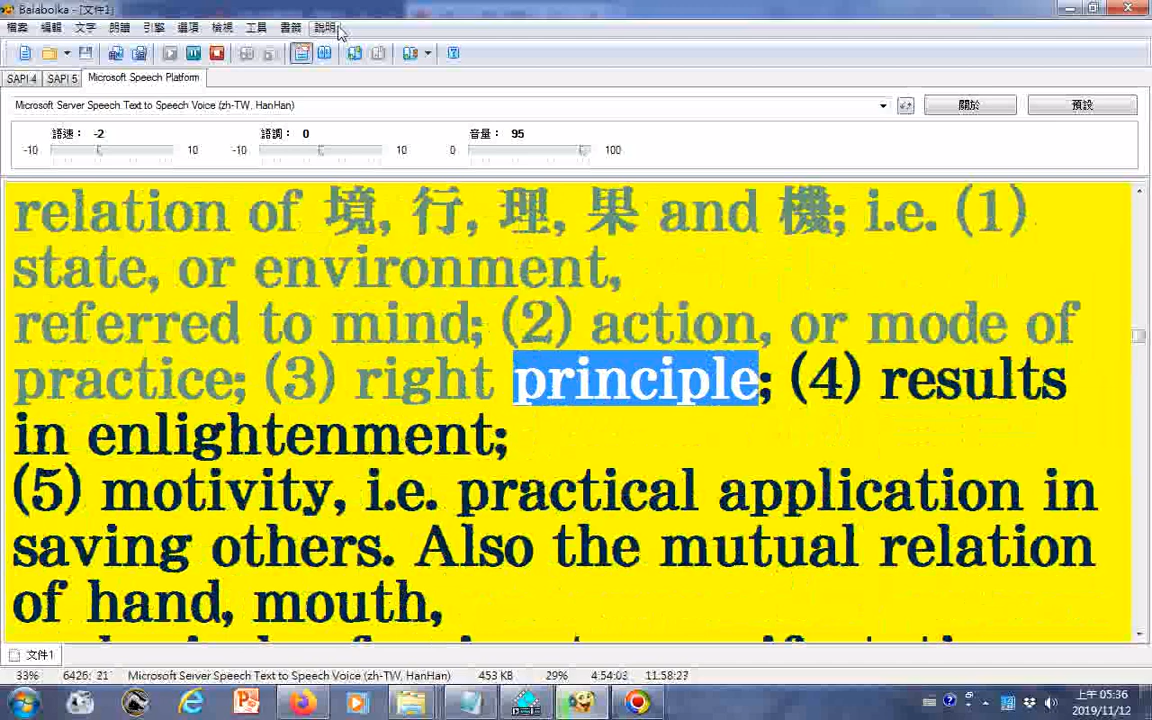 Balabolka - [文件1]
檔案 編輯 文字 朗讀 引擎 選項 檢視 工具 書籤 說明
SAPI 4 SAPI 5 Microsoft Speech Platform
Microsoft Server Speech Text to Speech Voice (zh-TW, HanHan) 關於 預設
語速: -2 語調: 0 音量: 95
-10 10 -10 10 0 100
relation of 境, 行, 理, 果 and 機; i.e. (1)
state, or environment,
referred to mind; (2) action, or mode of
practice; (3) right principle; (4) results
in enlightenment;
(5) motivity, i.e. practical application in
saving others. Also the mutual relation
of hand, mouth,
文件1
33% 6426: 21 Microsoft Server Speech Text to Speech Voice (zh-TW, HanHan) 453 KB 29% 4:54:03 11:58:27
上午 05:36
2019/11/12